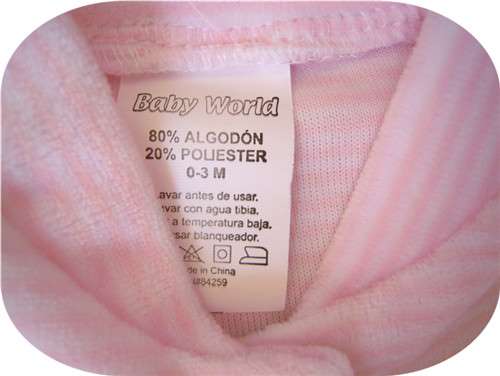 Baby World
80% ALGODÓN
20% POLIESTER
0-3 M
avar antes de usar.
var con agua tibia,
a temperatura baja,
sar blanqueador.
de in China
84259